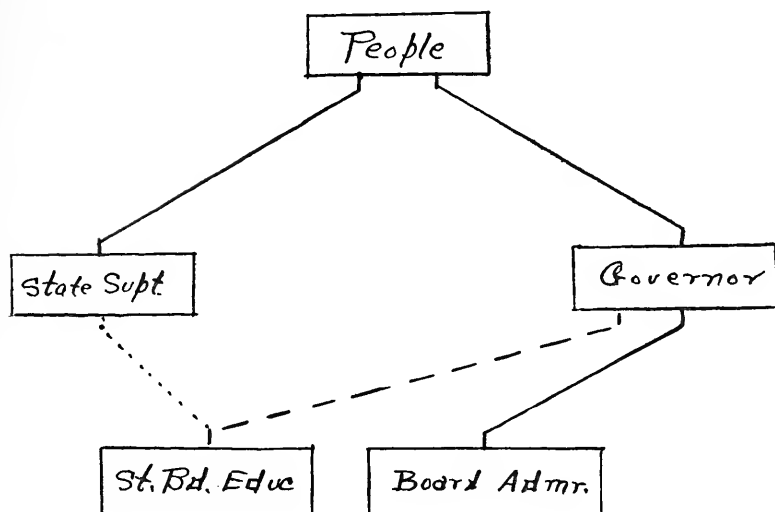 People
State Supt.
Governor
St. Bd. Educ
Board Admr.